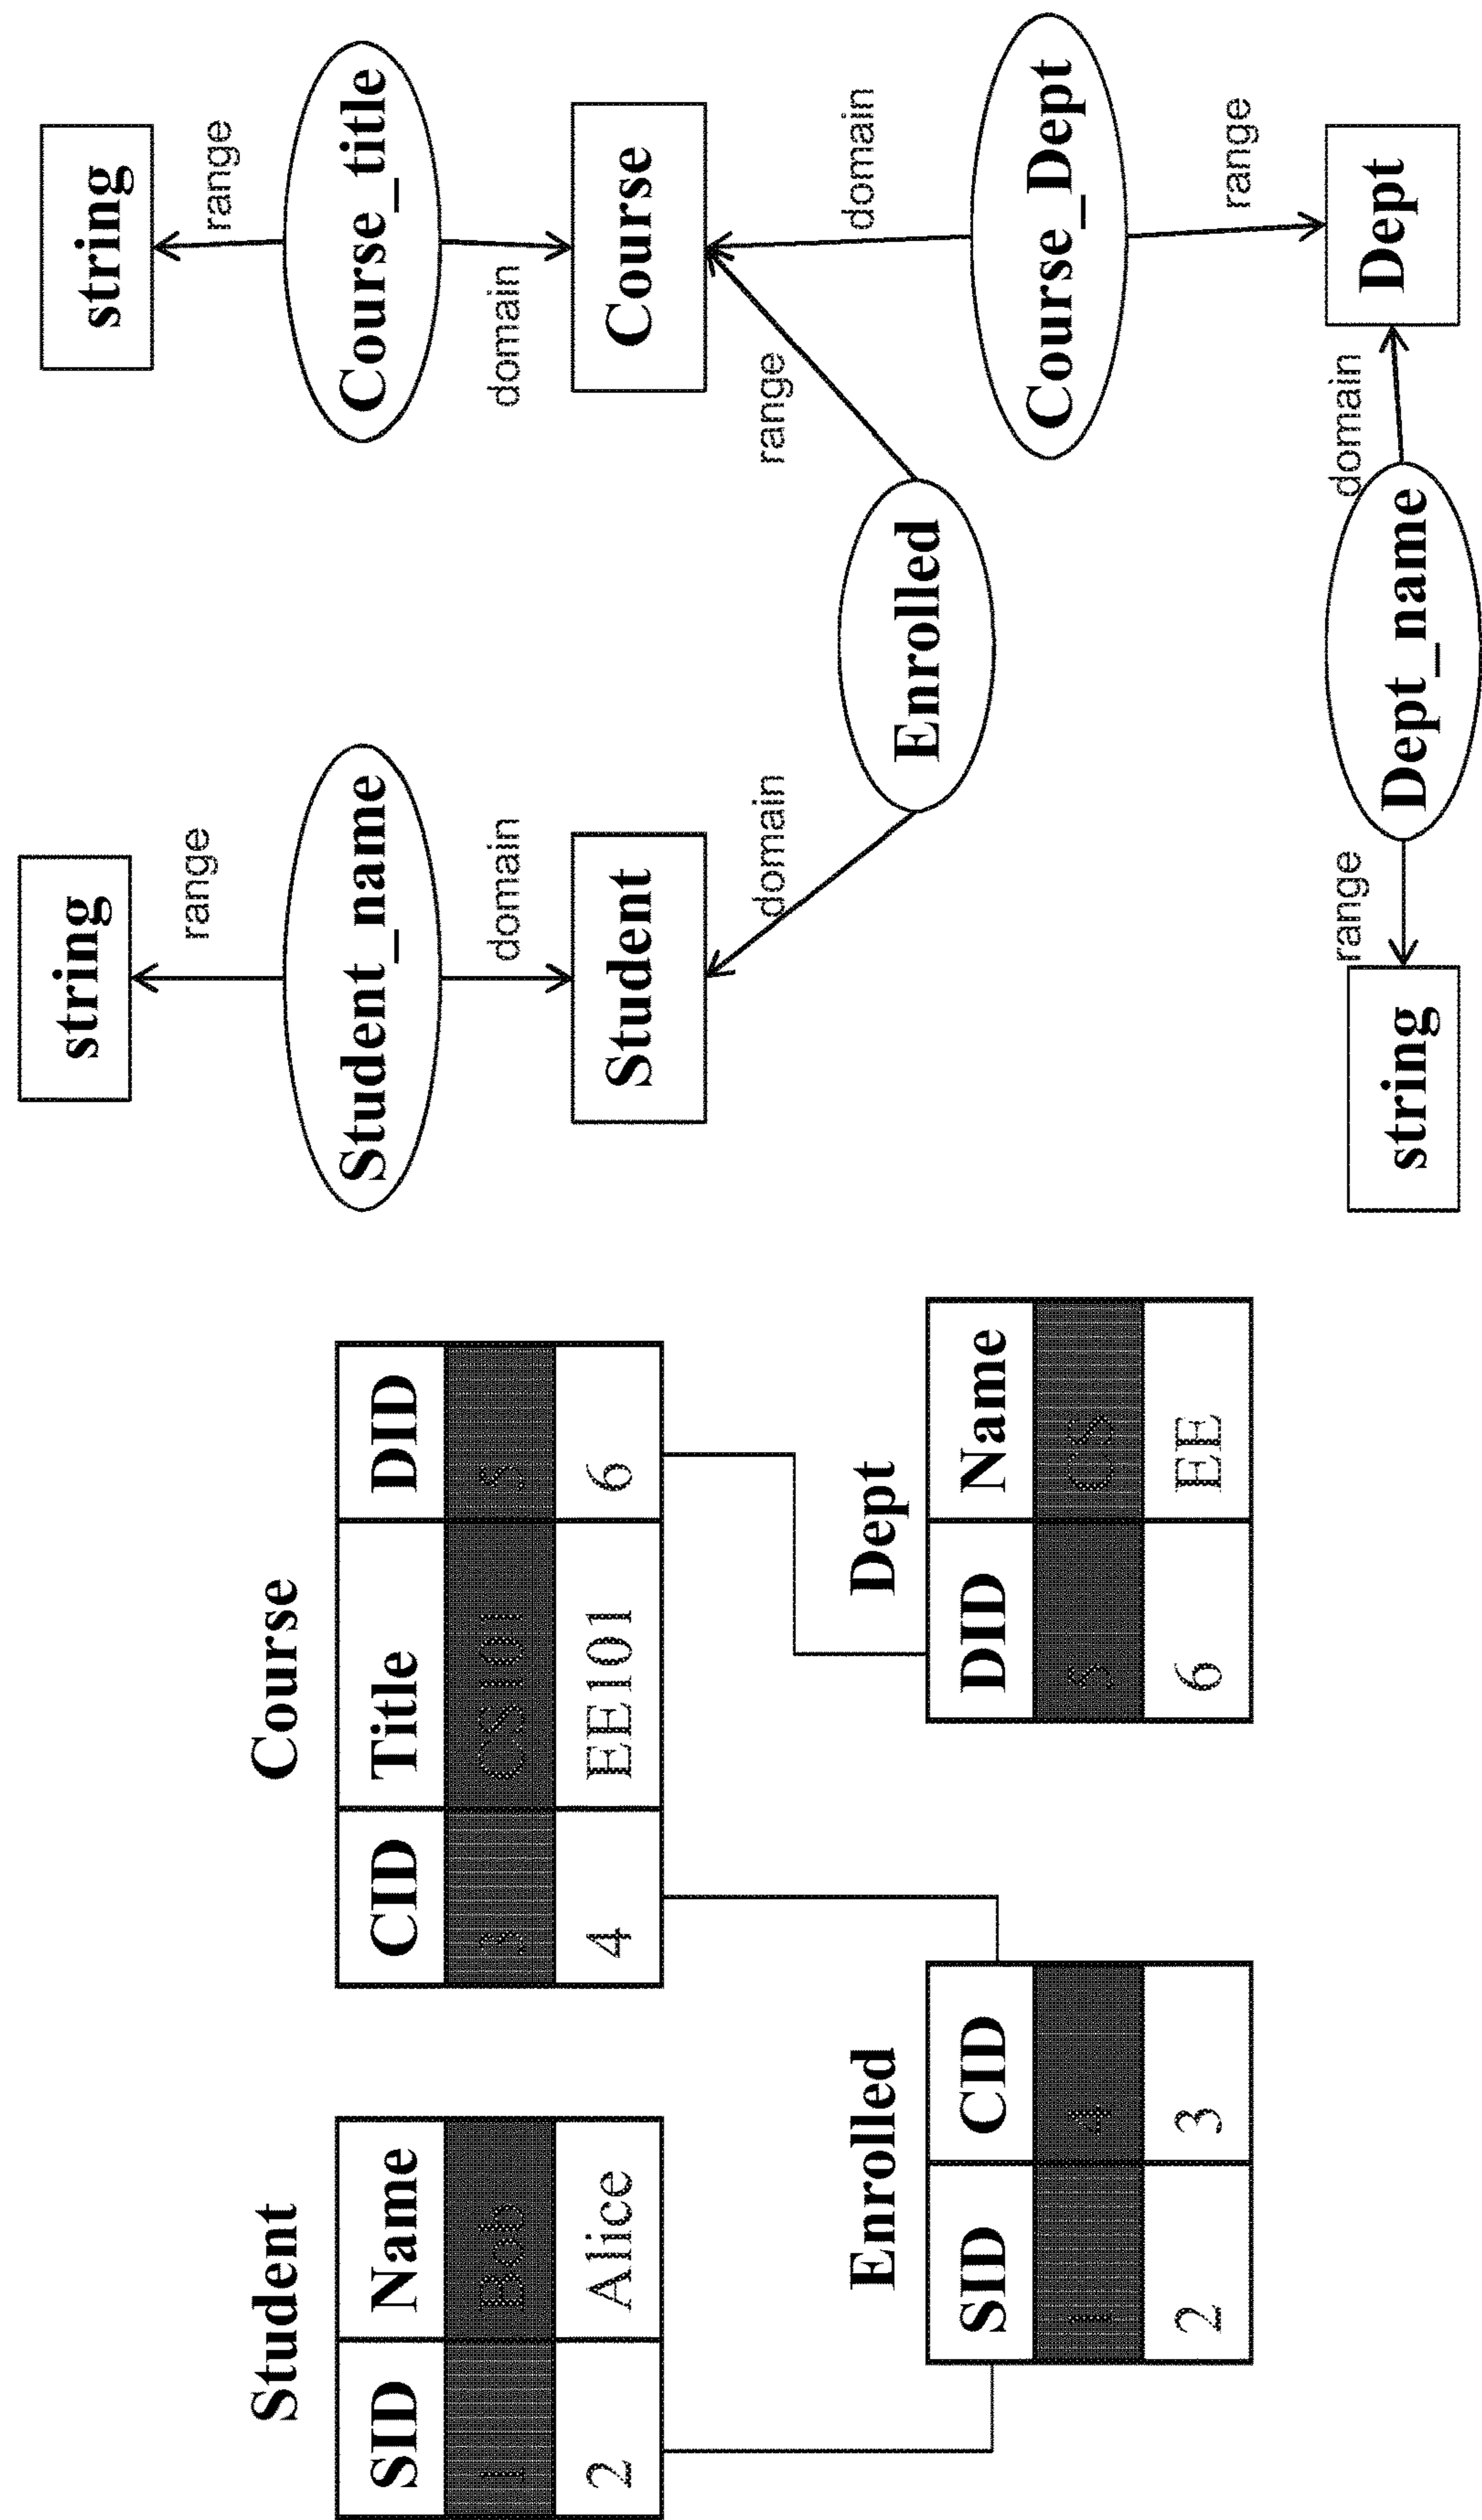 Student
SID Name
1 Bob
2 Alice
Course
CID Title DID
3 CS101 5
4 EE101 6
Enrolled
SID CID
1 4
2 3
Dept
DID Name
5 CS
6 EE
string
string
range
range
Student_name
Course_title
domain
domain
Student
Course
domain
range
domain
Enrolled
Course_Dept
range
string
range
Dept_name
domain
Dept